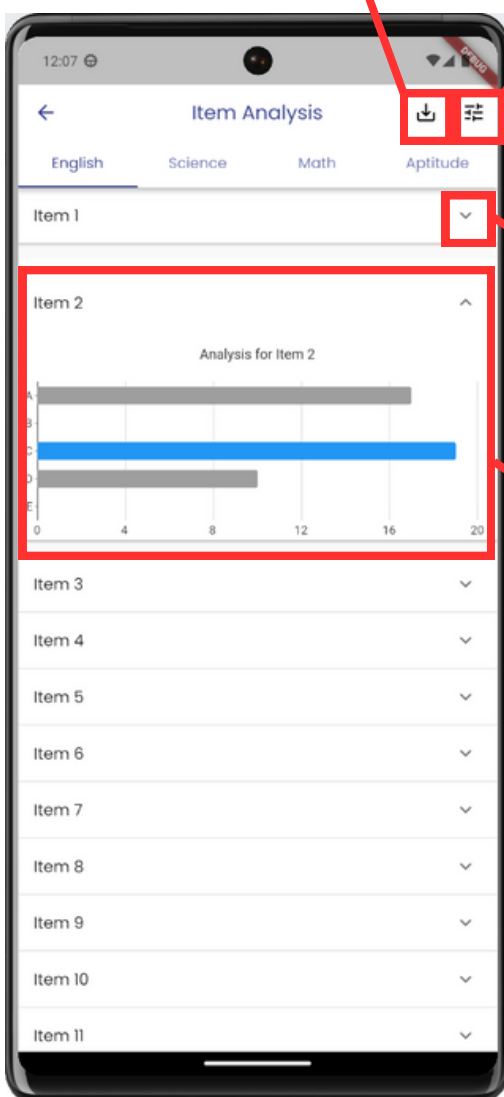 12:07
DEBUG
Item Analysis
English Science Math Aptitude
Item 1
Item 2
Analysis for Item 2
A
B
C
D
E
0 4 8 12 16 20
Item 3
Item 4
Item 5
Item 6
Item 7
Item 8
Item 9
Item 10
Item 11